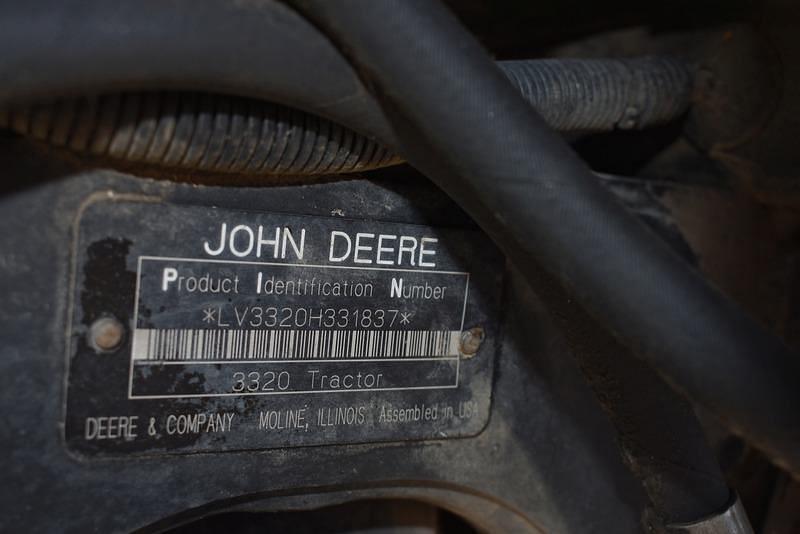 JOHN DEERE
Product Identification Number
*LV3320H331837*
3320 Tractor
DEERE & COMPANY MOLINE, ILLINOIS Assembled in USA